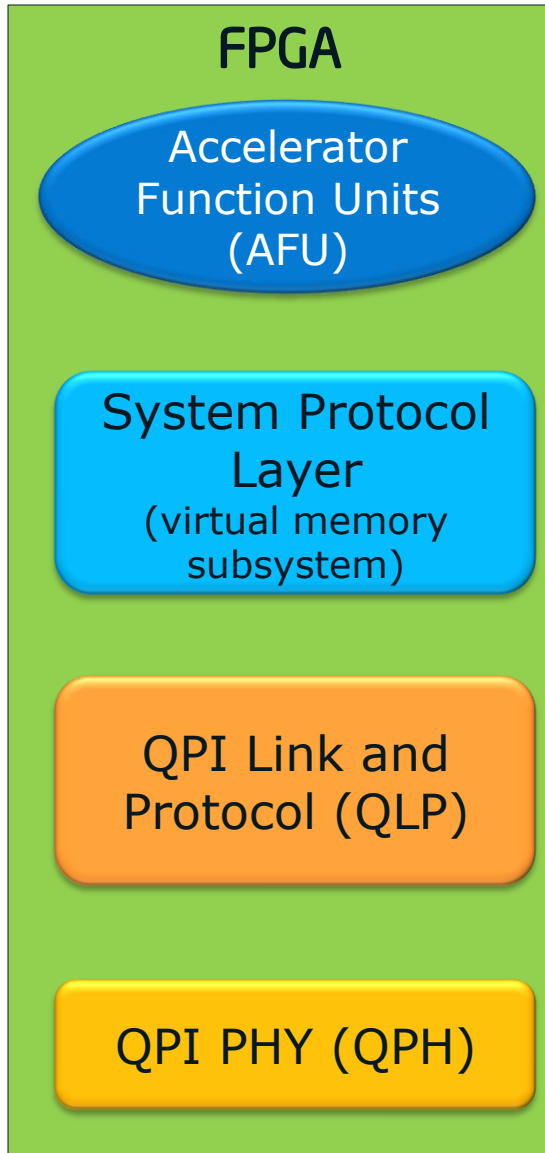 FPGA
Accelerator
Function Units
(AFU)
System Protocol
Layer
(virtual memory
subsystem)
QPI Link and
Protocol (QLP)
QPI PHY (QPH)